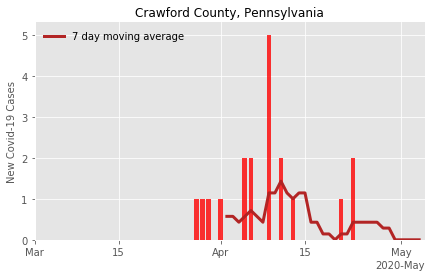 Crawford County, Pennsylvania
7 day moving average
New Covid-19 Cases
5
4
3
2
1
0
Mar 15 Apr 15 May
2020-May